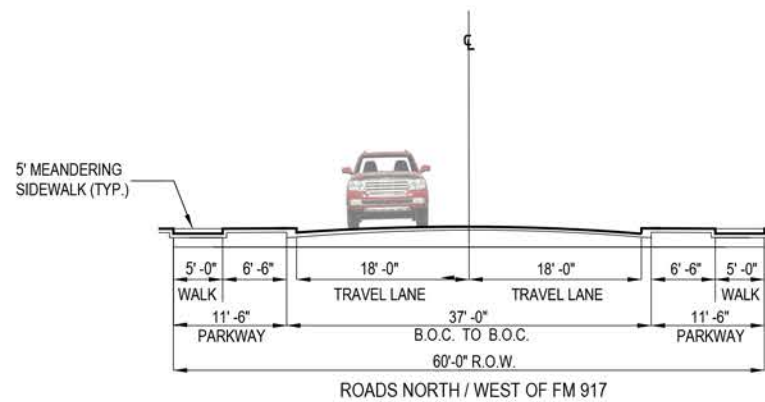 ℄
5' MEANDERING
SIDEWALK (TYP.)
5' -0" 6' -6" 18' -0" 18' -0" 6' -6" 5' -0"
WALK TRAVEL LANE TRAVEL LANE WALK
11' -6" 37' -0" 11' -6"
PARKWAY B.O.C. TO B.O.C. PARKWAY
60'-0" R.O.W.
ROADS NORTH / WEST OF FM 917